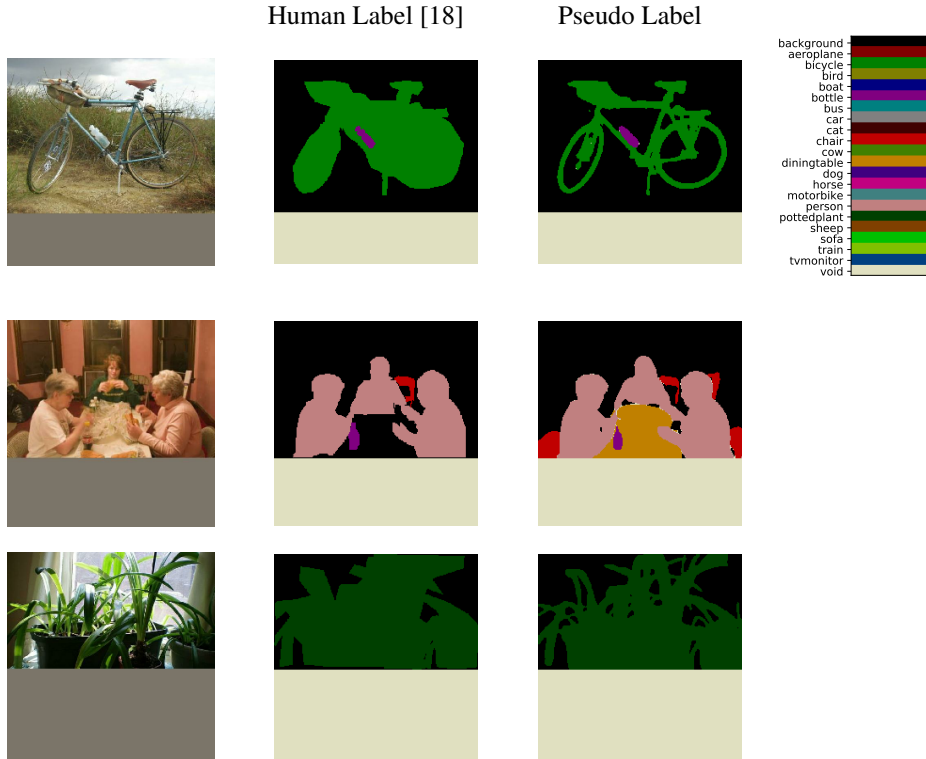 Human Label [18]
Pseudo Label
background
aeroplane
bicycle
bird
boat
bottle
bus
car
cat
chair
cow
diningtable
dog
horse
motorbike
person
pottedplant
sheep
sofa
train
tvmonitor
void